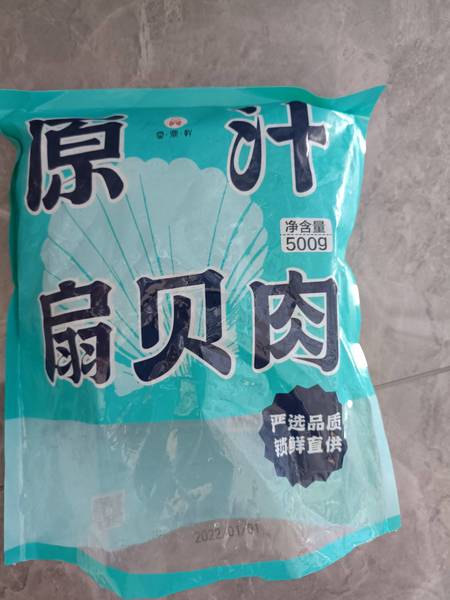 原汁
净含量
500g
扇贝肉
严选品质
锁鲜直供
2022/01/01